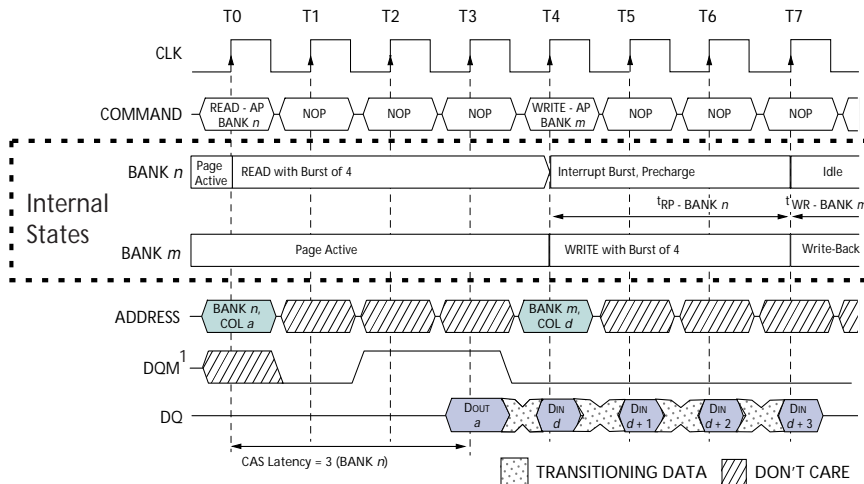 T0 T1 T2 T3 T4 T5 T6 T7
CLK
COMMAND
READ - AP BANK n
NOP
NOP
NOP
WRITE - AP BANK m
NOP
NOP
NOP
Internal States
BANK n
Page Active
READ with Burst of 4
Interrupt Burst, Precharge
Idle
tRP - BANK n
tWR - BANK m
BANK m
Page Active
WRITE with Burst of 4
Write-Back
ADDRESS
BANK n, COL a
BANK m, COL d
DQM1
DQ
DOUT a
DIN d
DIN d + 1
DIN d + 2
DIN d + 3
CAS Latency = 3 (BANK n)
TRANSITIONING DATA
DON'T CARE